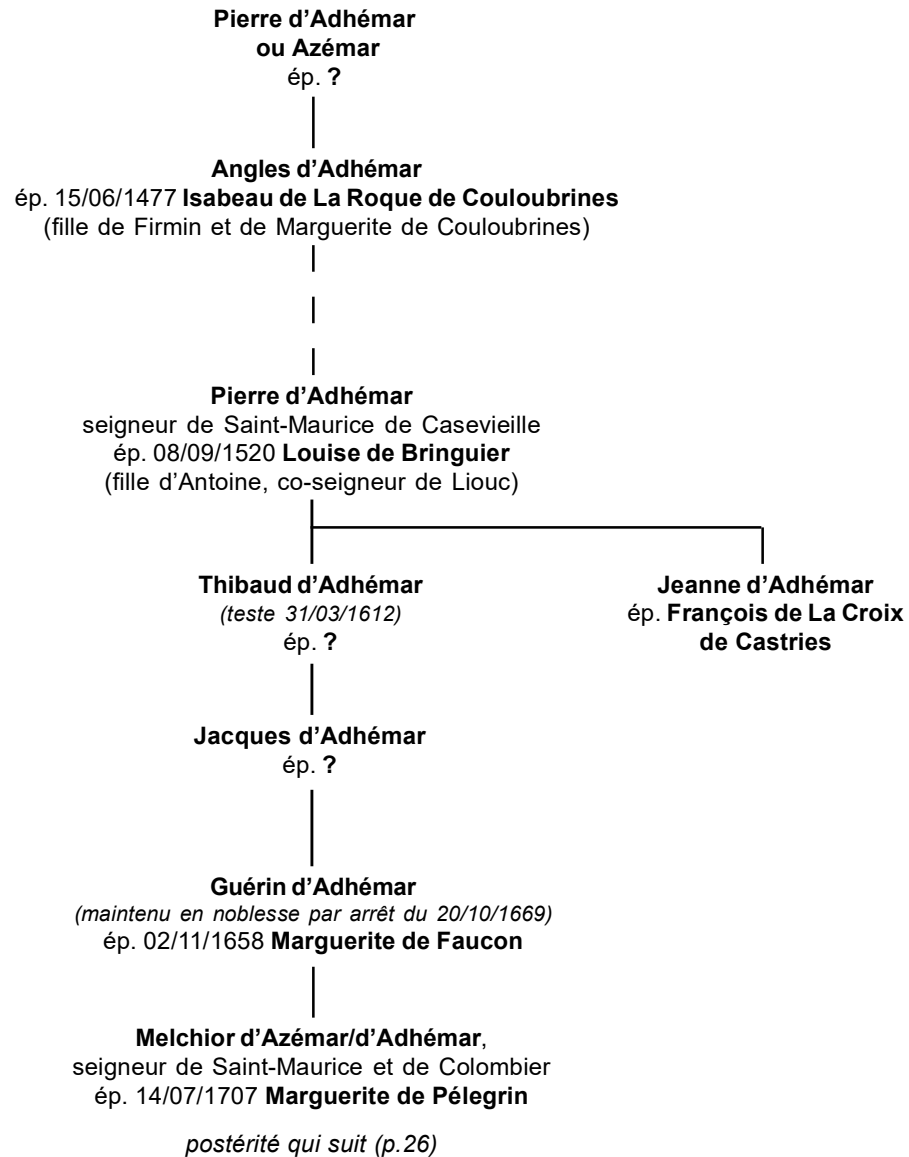 Pierre d’Adhémar
ou Azémar
ép. ?
Angles d’Adhémar
ép. 15/06/1477 Isabeau de La Roque de Couloubrines
(fille de Firmin et de Marguerite de Couloubrines)
Pierre d’Adhémar
seigneur de Saint-Maurice de Casevieille
ép. 08/09/1520 Louise de Bringuier
(fille d’Antoine, co-seigneur de Liouc)
Thibaud d’Adhémar
(teste 31/03/1612)
ép. ?
Jeanne d’Adhémar
ép. François de La Croix
de Castries
Jacques d’Adhémar
ép. ?
Guérin d’Adhémar
(maintenu en noblesse par arrêt du 20/10/1669)
ép. 02/11/1658 Marguerite de Faucon
Melchior d’Azémar/d’Adhémar,
seigneur de Saint-Maurice et de Colombier
ép. 14/07/1707 Marguerite de Pélegrin
postérité qui suit (p.26)